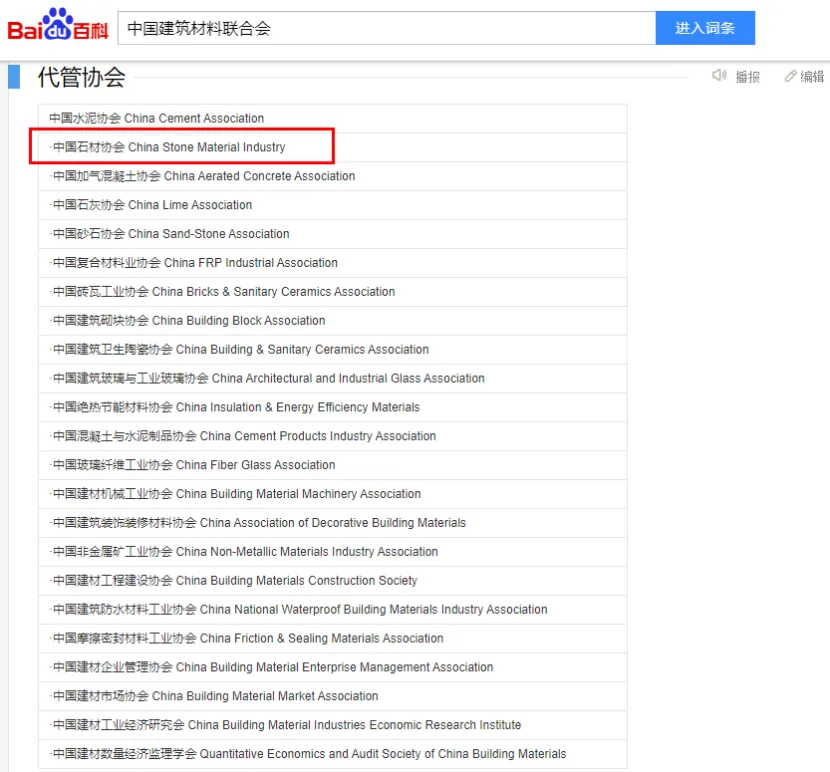 Bai du 百科
中国建筑材料联合会
进入词条
代管协会
播报
编辑
中国水泥协会 China Cement Association
·中国石材协会 China Stone Material Industry
·中国加气混凝土协会 China Aerated Concrete Association
·中国石灰协会 China Lime Association
·中国砂石协会 China Sand-Stone Association
·中国复合材料业协会 China FRP Industrial Association
·中国砖瓦工业协会 China Bricks & Sanitary Ceramics Association
·中国建筑砌块协会 China Building Block Association
·中国建筑卫生陶瓷协会 China Building & Sanitary Ceramics Association
·中国建筑玻璃与工业玻璃协会 China Architectural and Industrial Glass Association
·中国绝热节能材料协会 China Insulation & Energy Efficiency Materials
·中国混凝土与水泥制品协会 China Cement Products Industry Association
·中国玻璃纤维工业协会 China Fiber Glass Association
·中国建材机械工业协会 China Building Material Machinery Association
·中国建筑装饰装修材料协会 China Association of Decorative Building Materials
·中国非金属矿工业协会 China Non-Metallic Materials Industry Association
·中国建材工程建设协会 China Building Materials Construction Society
·中国建筑防水材料工业协会 China National Waterproof Building Materials Industry Association
·中国摩擦密封材料工业协会 China Friction & Sealing Materials Association
·中国建材企业管理协会 China Building Material Enterprise Management Association
·中国建材市场协会 China Building Material Market Association
·中国建材工业经济研究会 China Building Material Industries Economic Research Institute
·中国建材数量经济监理学会 Quantitative Economics and Audit Society of China Building Materials